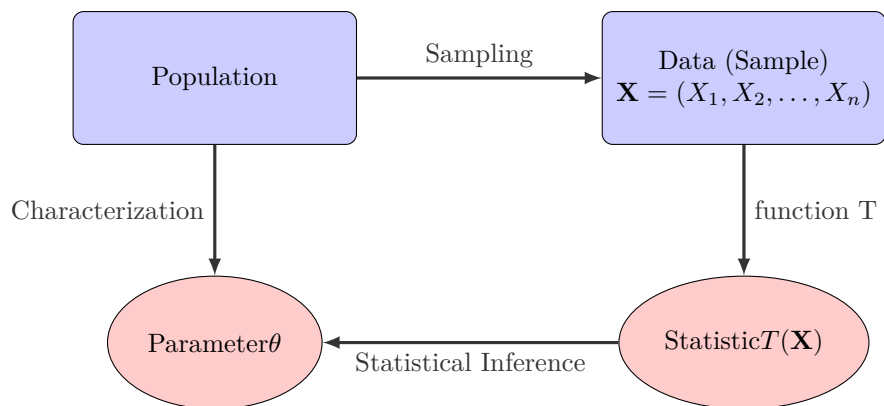 Sampling
Population
Data (Sample)
𝐗 = (X₁, X₂, . . . , Xₙ)
Characterization
function T
Parameterθ
StatisticT(𝐗)
Statistical Inference